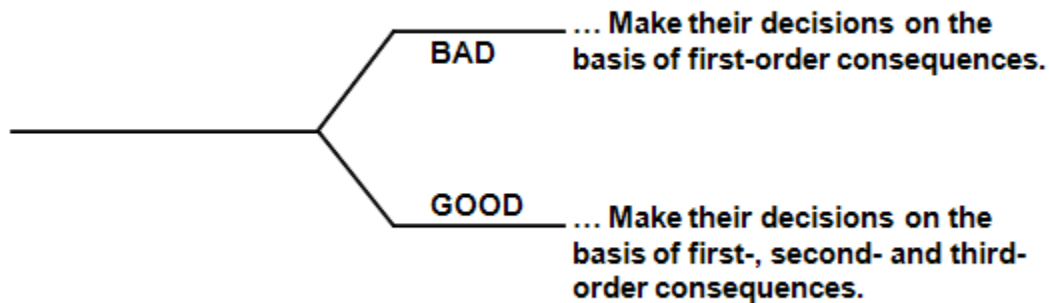 ... Make their decisions on the
BAD
basis of first-order consequences.
GOOD
... Make their decisions on the
basis of first-, second- and third-
order consequences.